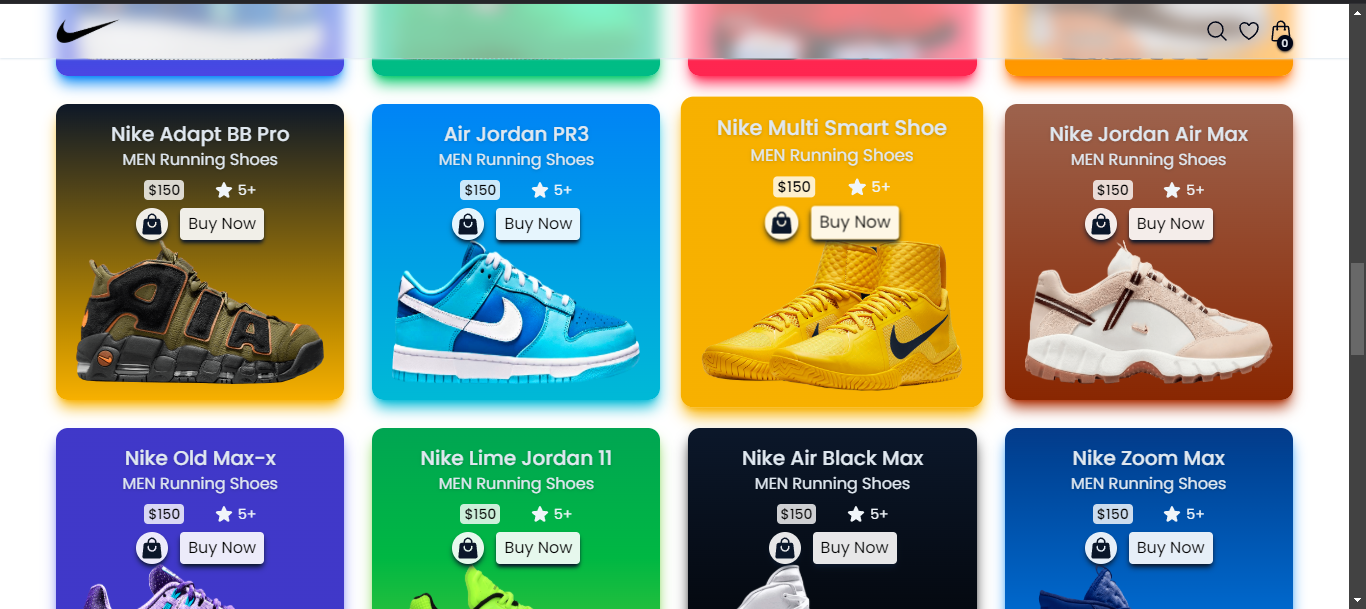 0
Nike Adapt BB Pro
MEN Running Shoes
$150 5+
Buy Now
Air Jordan PR3
MEN Running Shoes
$150 5+
Buy Now
Nike Multi Smart Shoe
MEN Running Shoes
$150 5+
Buy Now
Nike Jordan Air Max
MEN Running Shoes
$150 5+
Buy Now
Nike Old Max-x
MEN Running Shoes
$150 5+
Buy Now
Nike Lime Jordan 11
MEN Running Shoes
$150 5+
Buy Now
Nike Air Black Max
MEN Running Shoes
$150 5+
Buy Now
Nike Zoom Max
MEN Running Shoes
$150 5+
Buy Now